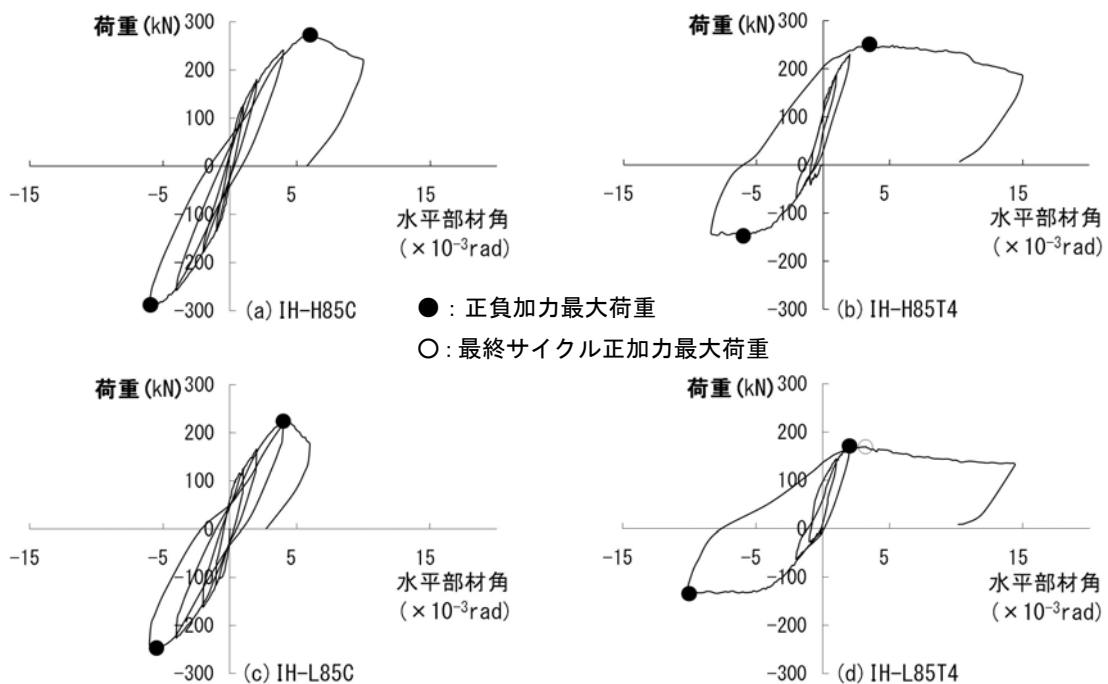 荷重(kN) 300
200
100
0
-15
-5
5
15
-100
水平部材角
-200
(×10⁻³rad)
-300
(a) IH-H85C
荷重(kN) 300
200
100
0
-15
-5
5
15
-100
水平部材角
-200
(×10⁻³rad)
-300
(b) IH-H85T4
●：正負加力最大荷重
○：最終サイクル正加力最大荷重
荷重(kN) 300
200
100
0
-15
-5
5
15
-100
水平部材角
-200
(×10⁻³rad)
-300
(c) IH-L85C
荷重(kN) 300
200
100
0
-15
-5
5
15
-100
水平部材角
-200
(×10⁻³rad)
-300
(d) IH-L85T4